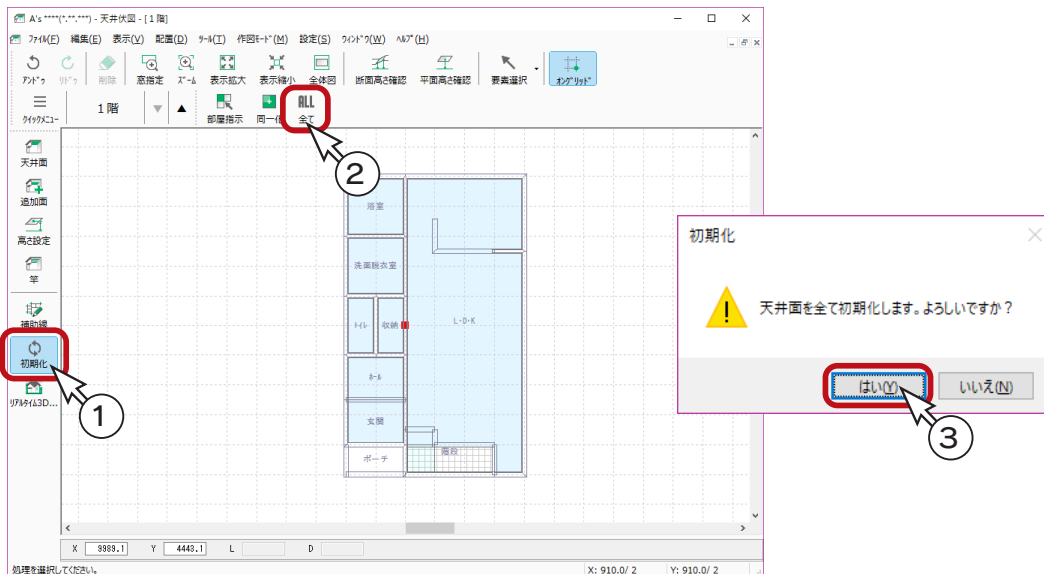 A's ****(*.**.***) - 天井伏図 - [1 階]
ﾌｧｲﾙ(F) 編集(E) 表示(V) 配置(D) ﾂｰﾙ(T) 作図ﾓｰﾄﾞ(M) 設定(S) ｳｨﾝﾄﾞｳ(W) ﾍﾙﾌﾟ(H)
ｱﾝﾄﾞｩ ﾘﾄﾞｩ 削除 窓指定 ｽﾞｰﾑ 表示拡大 表示縮小 全体図 断面高さ確認 平面高さ確認 要素選択 ｵﾝｸﾞﾘｯﾄﾞ
ｸｲｯｸﾒﾆｭｰ 1 階 ▼ ▲ 部屋指示 同一 ALL 全て
②
天井面
追加面
高さ設定
竿
補助線
初期化
ﾘｱﾙﾀｲﾑ3D...
①
浴室
洗面脱衣室
ﾄｲﾚ 収納 L・D・K
ﾎｰﾙ
玄関
ポーチ 階段
初期化
天井面を全て初期化します。よろしいですか？
はい(Y) いいえ(N)
③
X 9989.1 Y 4443.1 L D
処理を選択してください。 X: 910.0/ 2 Y: 910.0/ 2